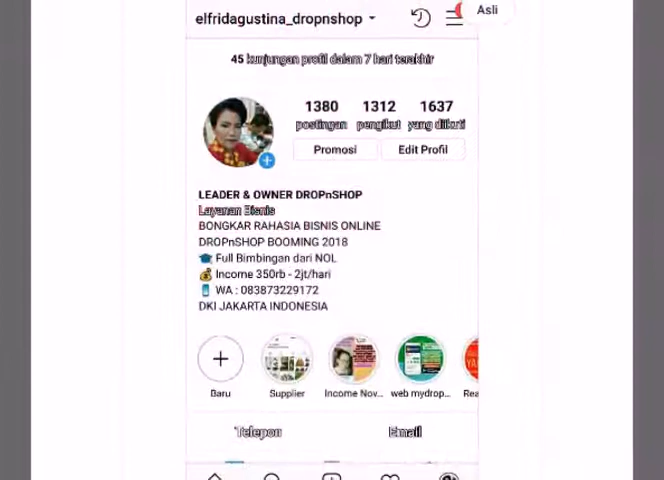 elfridagustina_dropnshop
Asli
45 kunjungan profil dalam 7 hari terakhir
1380 1312 1637
postingan pengikut yang diikuti
Promosi Edit Profil
LEADER & OWNER DROPnSHOP
Layanan Bisnis
BONGKAR RAHASIA BISNIS ONLINE
DROPnSHOP BOOMING 2018
🎓 Full Bimbingan dari NOL
💰 Income 350rb - 2jt/hari
📱 WA : 083873229172
DKI JAKARTA INDONESIA
Baru Supplier Income Nov... web mydrop... Rea
Telepon Email